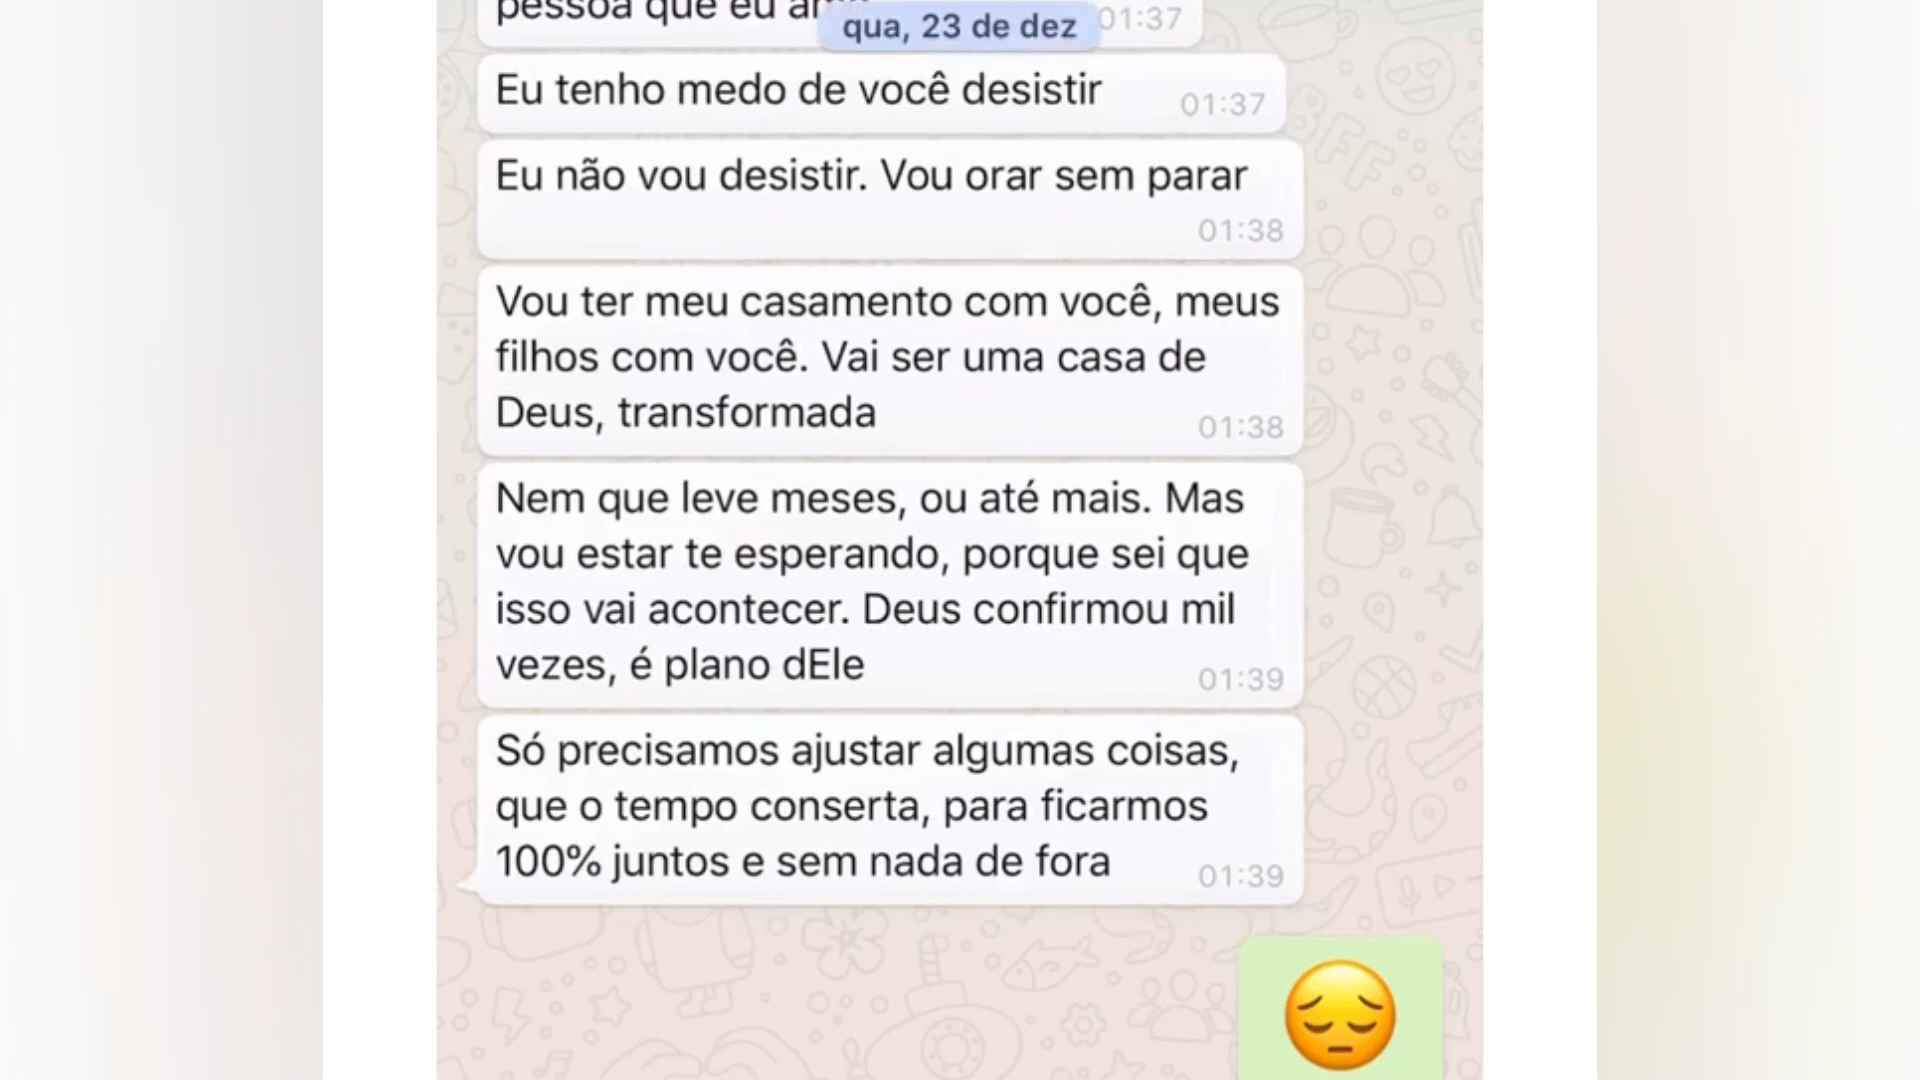 pessoa que eu
01:37
qua, 23 de dez
Eu tenho medo de você desistir
01:37
Eu não vou desistir. Vou orar sem parar
01:38
Vou ter meu casamento com você, meus
filhos com você. Vai ser uma casa de
Deus, transformada
01:38
Nem que leve meses, ou até mais. Mas
vou estar te esperando, porque sei que
isso vai acontecer. Deus confirmou mil
vezes, é plano dEle
01:39
Só precisamos ajustar algumas coisas,
que o tempo conserta, para ficarmos
100% juntos e sem nada de fora
01:39